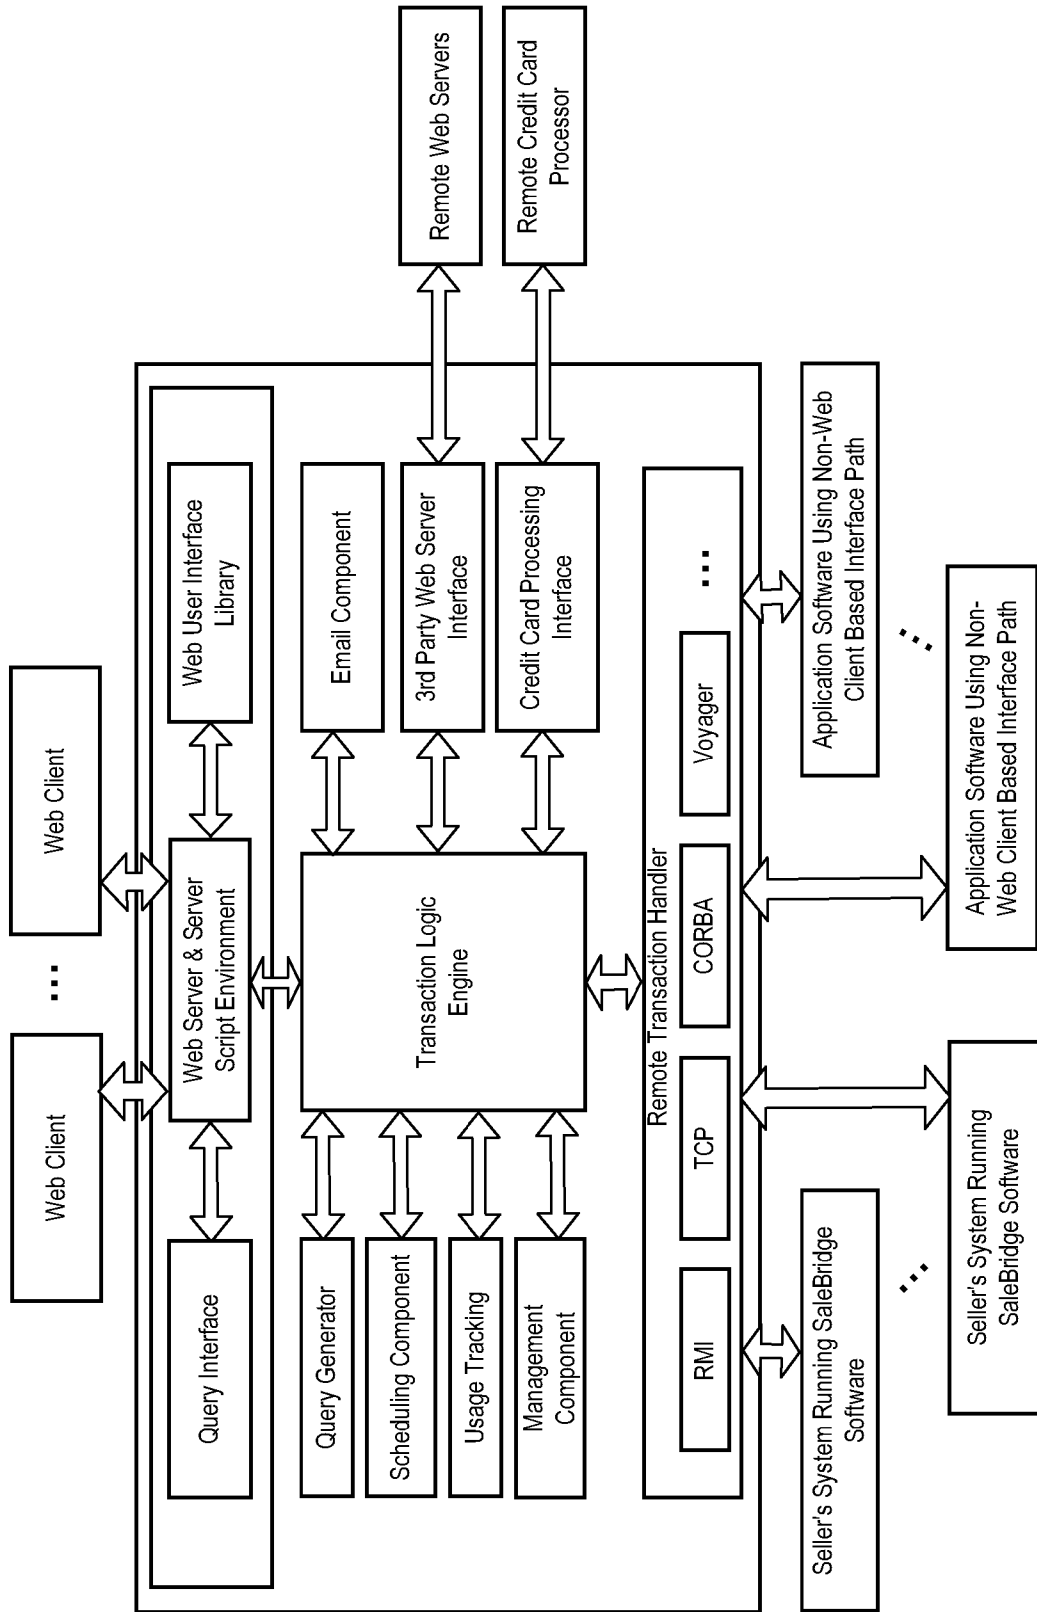 Web Client
...
Web Client
Query Interface
Web Server & Server
Script Environment
Web User Interface
Library
Query Generator
Scheduling Component
Usage Tracking
Management
Component
Transaction Logic
Engine
Email Component
3rd Party Web Server
Interface
Credit Card Processing
Interface
Remote Web Servers
Remote Credit Card
Processor
Remote Transaction Handler
RMI
TCP
CORBA
Voyager
...
Seller's System Running SaleBridge
Software
...
Seller's System Running
SaleBridge Software
Application Software Using Non-Web
Client Based Interface Path
...
Application Software Using Non-
Web Client Based Interface Path